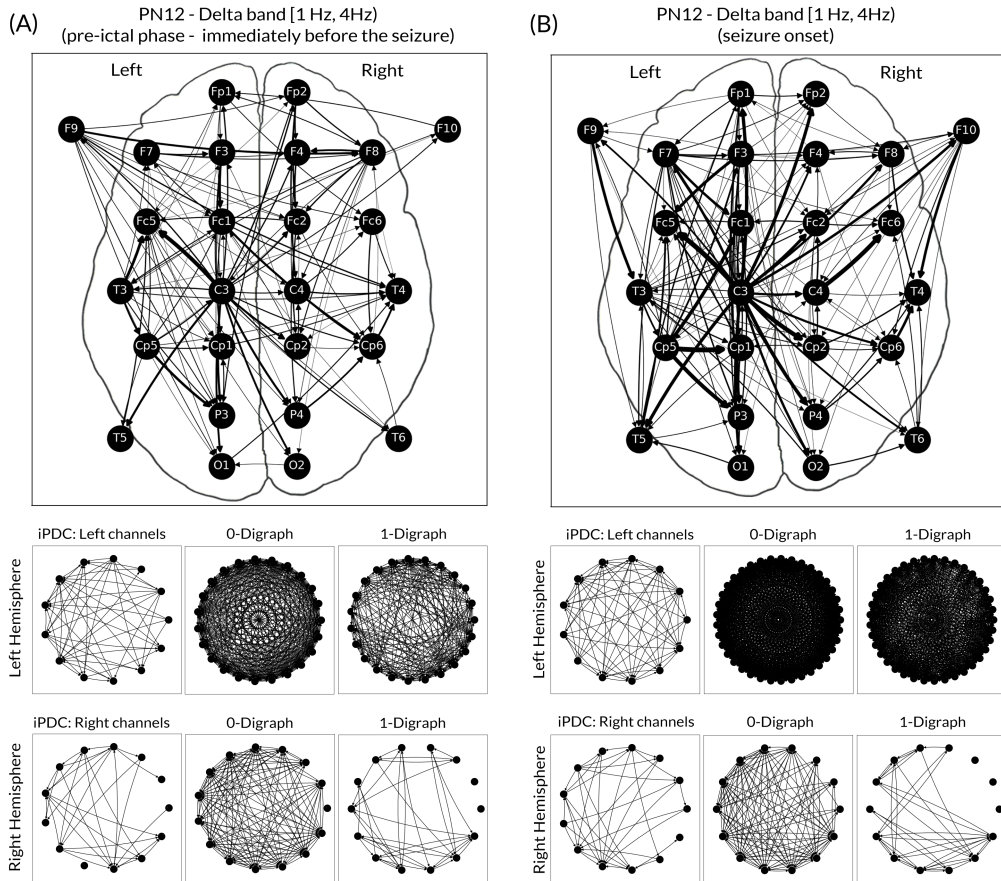 (A)
PN12 - Delta band [1 Hz, 4Hz)
(pre-ictal phase - immediately before the seizure)
Left
Right
Fp1
Fp2
F9
F10
F7
F3
F4
F8
Fc5
Fc1
Fc2
Fc6
T3
C3
C4
T4
Cp5
Cp1
Cp2
Cp6
P3
P4
T5
T6
O1
O2
Left Hemisphere
iPDC: Left channels
0-Digraph
1-Digraph
Right Hemisphere
iPDC: Right channels
0-Digraph
1-Digraph
(B)
PN12 - Delta band [1 Hz, 4Hz)
(seizure onset)
Left
Right
Fp1
Fp2
F9
F10
F7
F3
F4
F8
Fc5
Fc1
Fc2
Fc6
T3
C3
C4
T4
Cp5
Cp1
Cp2
Cp6
P3
P4
T5
T6
O1
O2
Left Hemisphere
iPDC: Left channels
0-Digraph
1-Digraph
Right Hemisphere
iPDC: Right channels
0-Digraph
1-Digraph